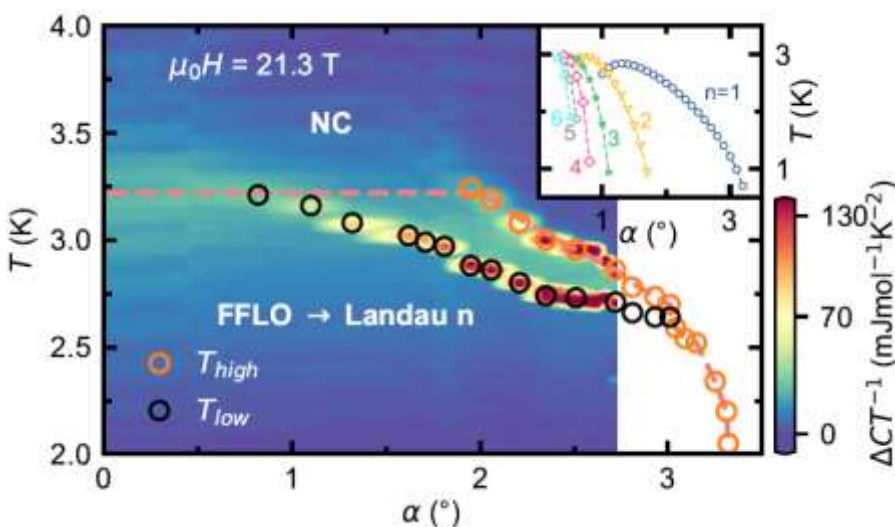 4.0
3.5
3.0
2.5
2.0
T (K)
μ₀H = 21.3 T
NC
FFLO → Landau n
T_high
T_low
0
1
2
3
α (°)
n=1
2
3
4
5
6
3
1
T (K)
1
3
α (°)
130
70
0
ΔCT⁻¹ (mJmol⁻¹K⁻²)